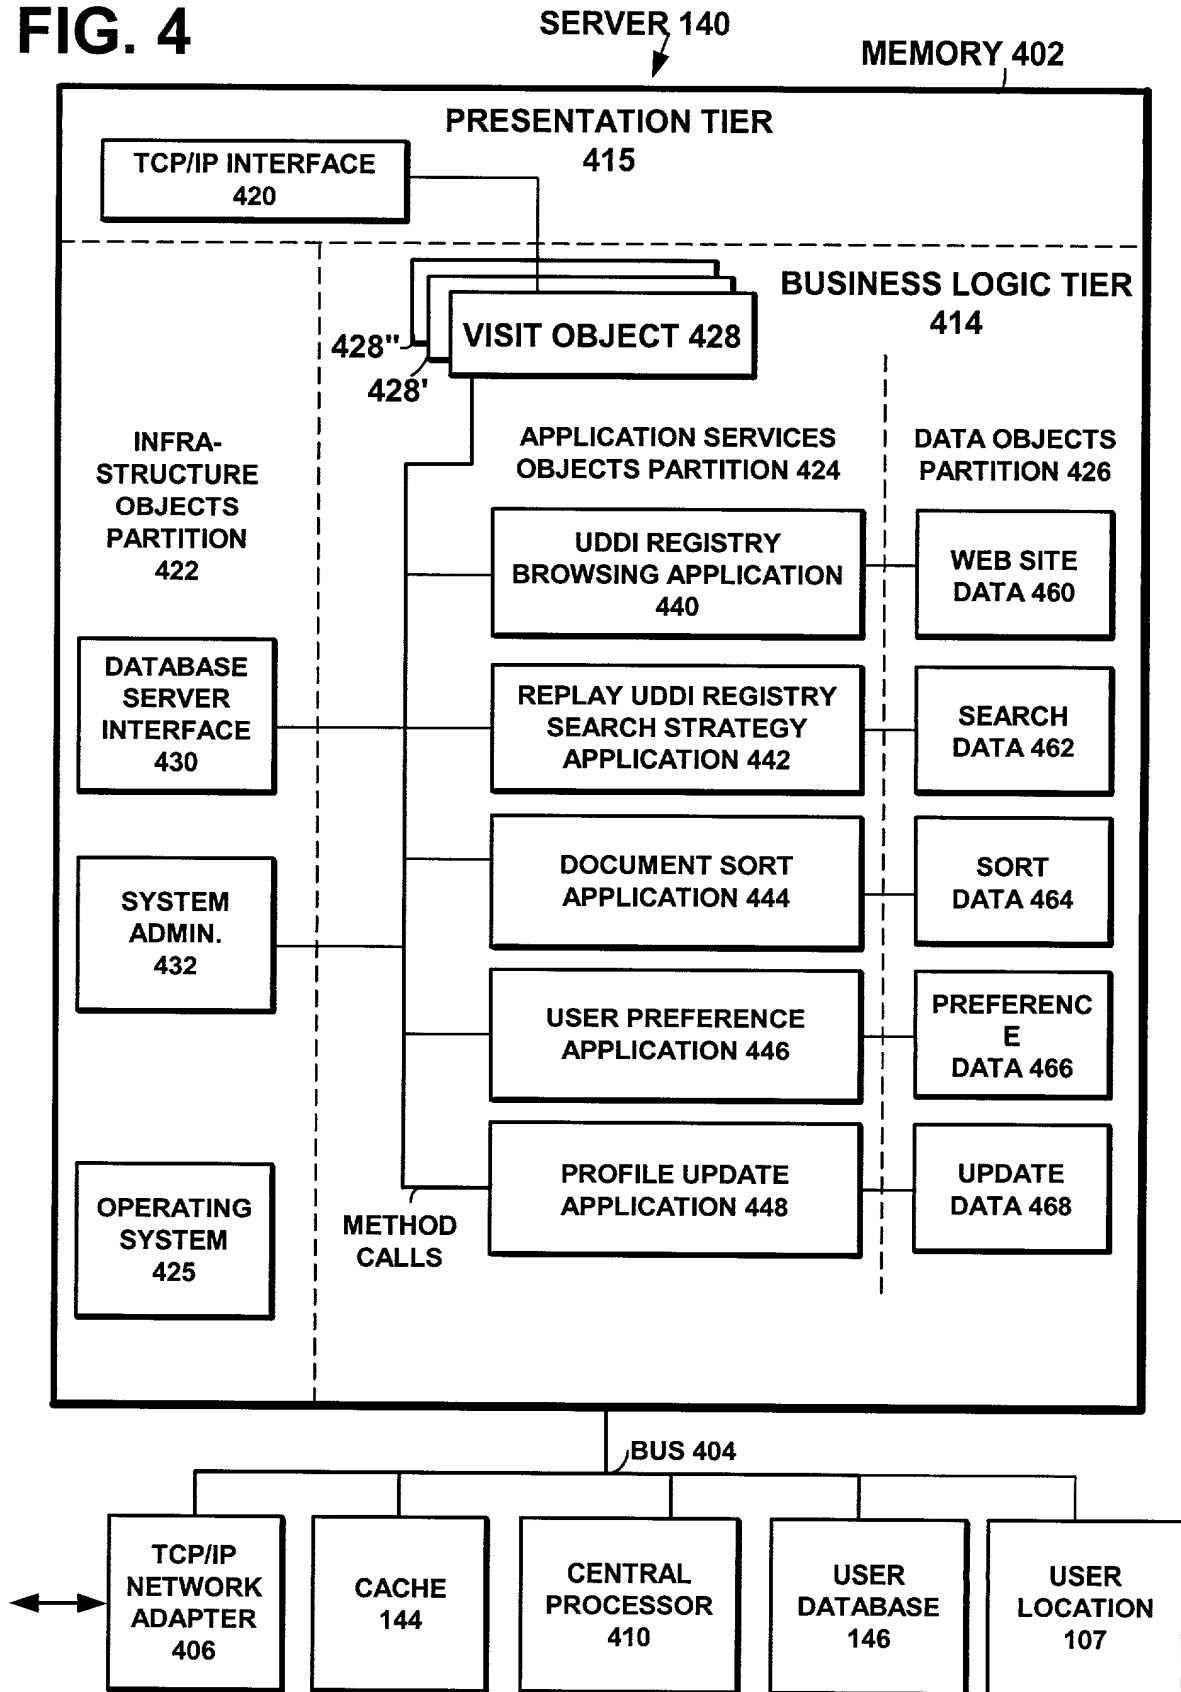 FIG. 4
SERVER 140
MEMORY 402
PRESENTATION TIER
415
TCP/IP INTERFACE
420
BUSINESS LOGIC TIER
414
VISIT OBJECT 428
428"
428'
INFRA-
STRUCTURE
OBJECTS
PARTITION
422
APPLICATION SERVICES
OBJECTS PARTITION 424
DATA OBJECTS
PARTITION 426
UDDI REGISTRY
BROWSING APPLICATION
440
WEB SITE
DATA 460
DATABASE
SERVER
INTERFACE
430
REPLAY UDDI REGISTRY
SEARCH STRATEGY
APPLICATION 442
SEARCH
DATA 462
DOCUMENT SORT
APPLICATION 444
SORT
DATA 464
SYSTEM
ADMIN.
432
USER PREFERENCE
APPLICATION 446
PREFERENC
E
DATA 466
PROFILE UPDATE
APPLICATION 448
UPDATE
DATA 468
OPERATING
SYSTEM
425
METHOD
CALLS
BUS 404
TCP/IP
NETWORK
ADAPTER
406
CACHE
144
CENTRAL
PROCESSOR
410
USER
DATABASE
146
USER
LOCATION
107